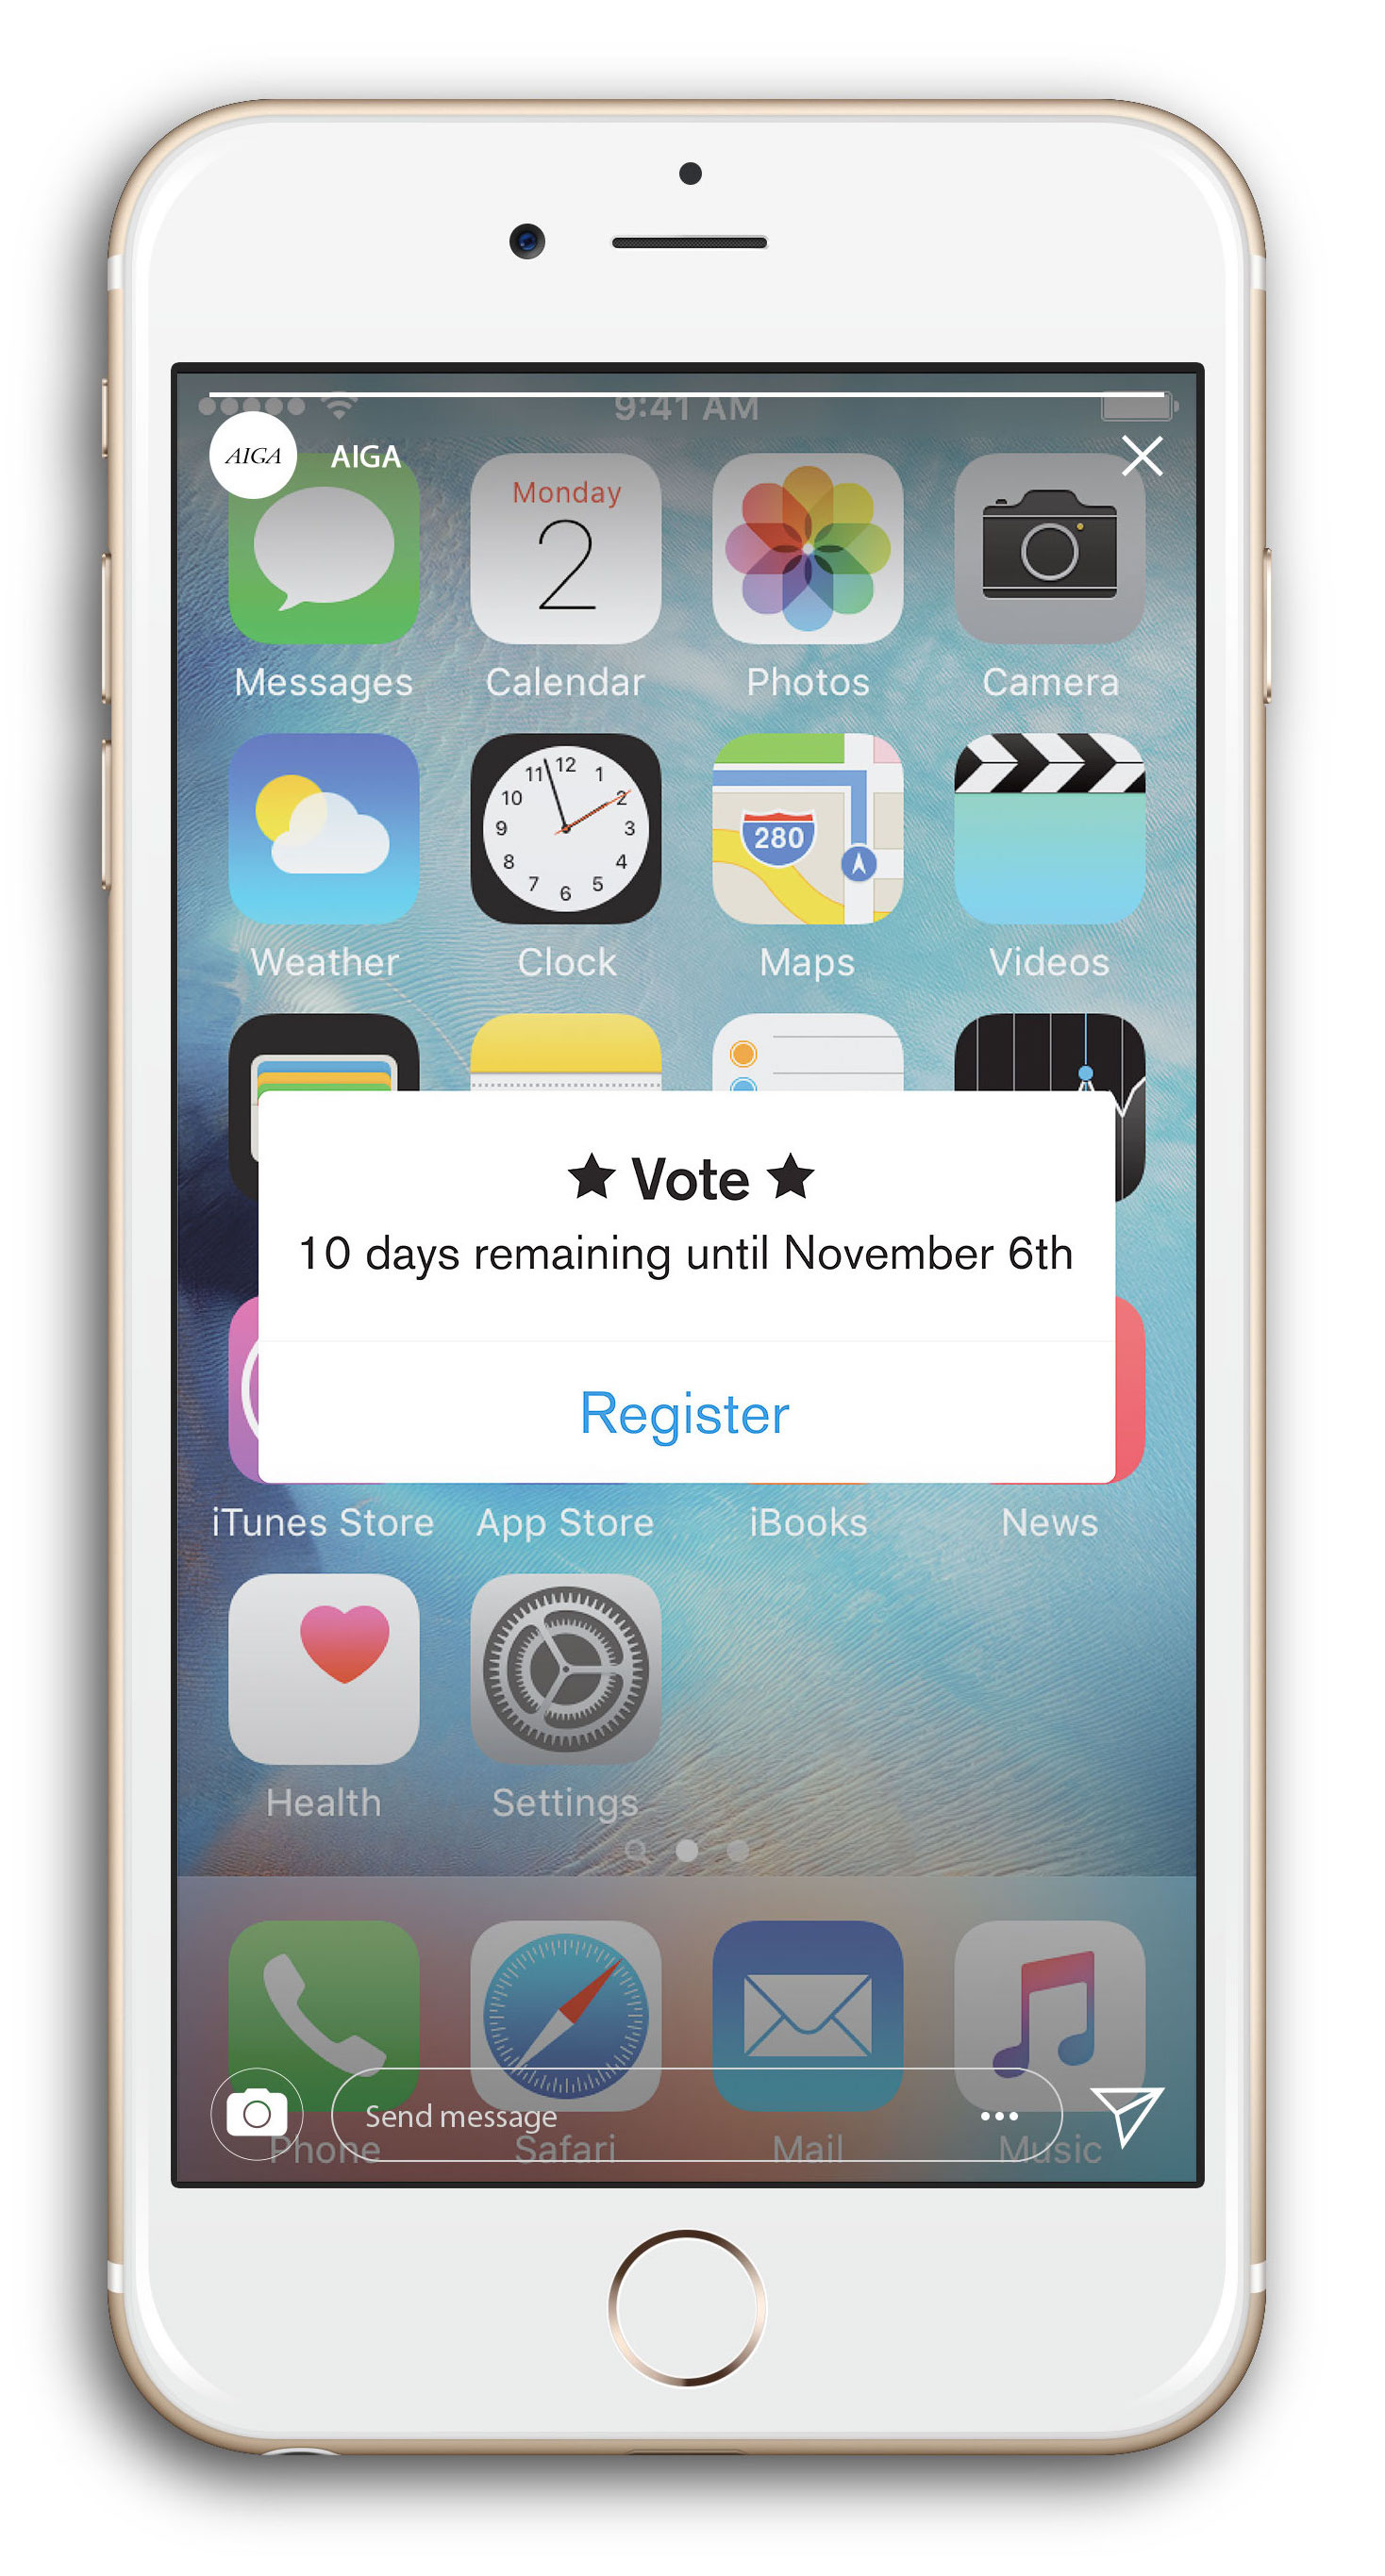 9:41 AM
AIGA AIGA
Monday
2
Messages Calendar Photos Camera
11 12 1
10 2
9 3
8 4
7 6 5
280
Weather Clock Maps Videos
★ Vote ★
10 days remaining until November 6th
Register
iTunes Store App Store iBooks News
Health Settings
Send message
Phone Safari Mail Music